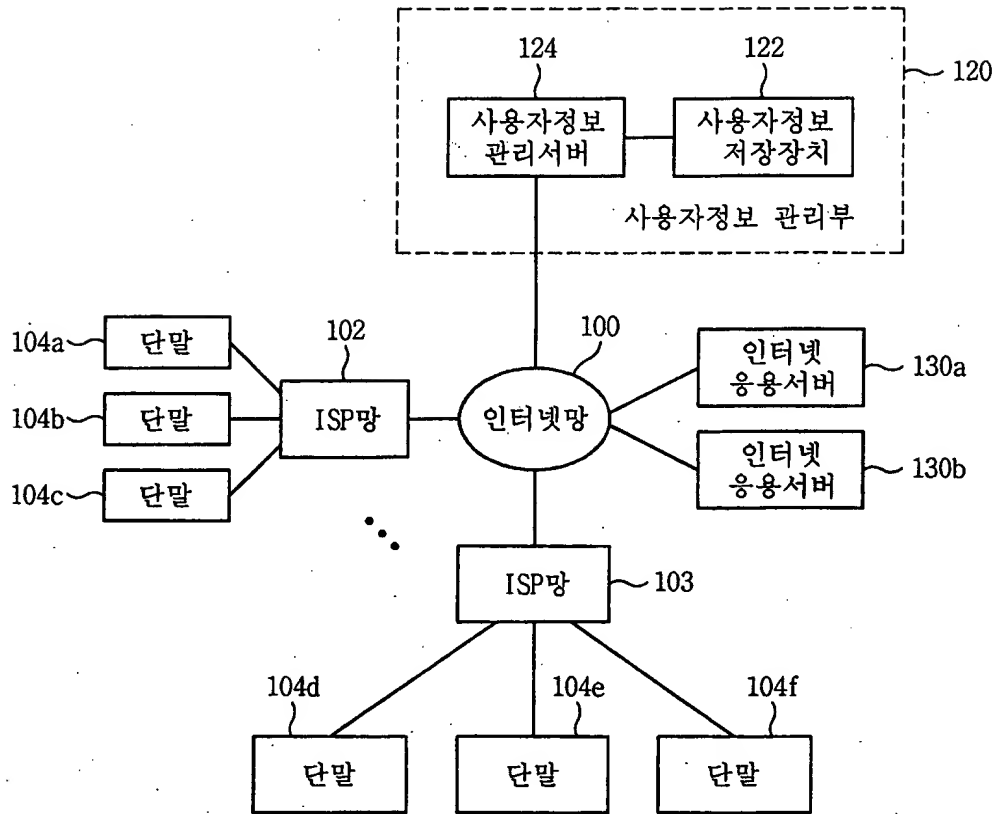 124
122
120
사용자정보
관리서버
사용자정보
저장장치
사용자정보 관리부
104a
단말
102
100
인터넷
응용서버
130a
104b
단말
ISP망
인터넷망
104c
단말
인터넷
응용서버
130b
ISP망
103
104d
104e
104f
단말
단말
단말